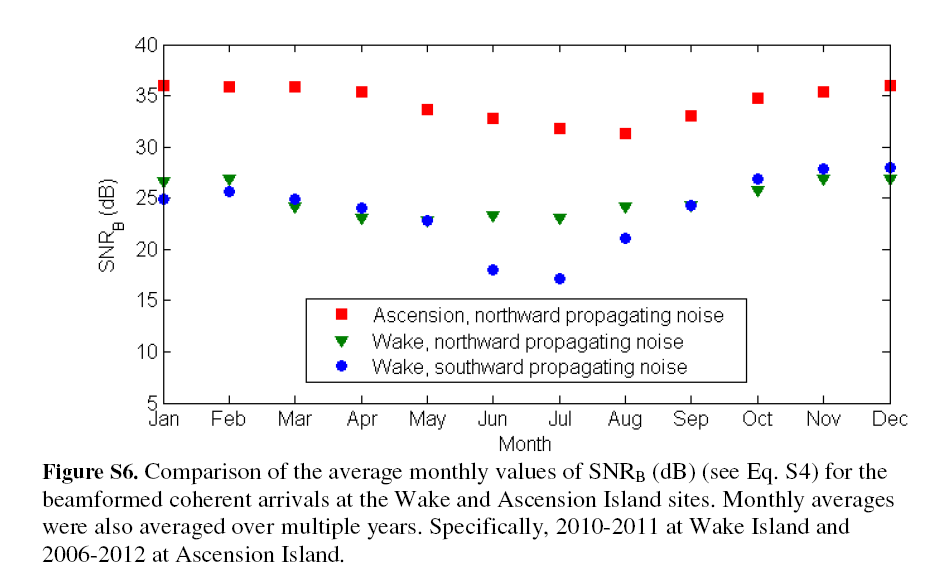 40
35
30
25
20
15
10
5
SNR_B (dB)
Ascension, northward propagating noise
Wake, northward propagating noise
Wake, southward propagating noise
Jan Feb Mar Apr May Jun Jul Aug Sep Oct Nov Dec
Month
Figure S6. Comparison of the average monthly values of SNR_B (dB) (see Eq. S4) for the
beamformed coherent arrivals at the Wake and Ascension Island sites. Monthly averages
were also averaged over multiple years. Specifically, 2010-2011 at Wake Island and
2006-2012 at Ascension Island.